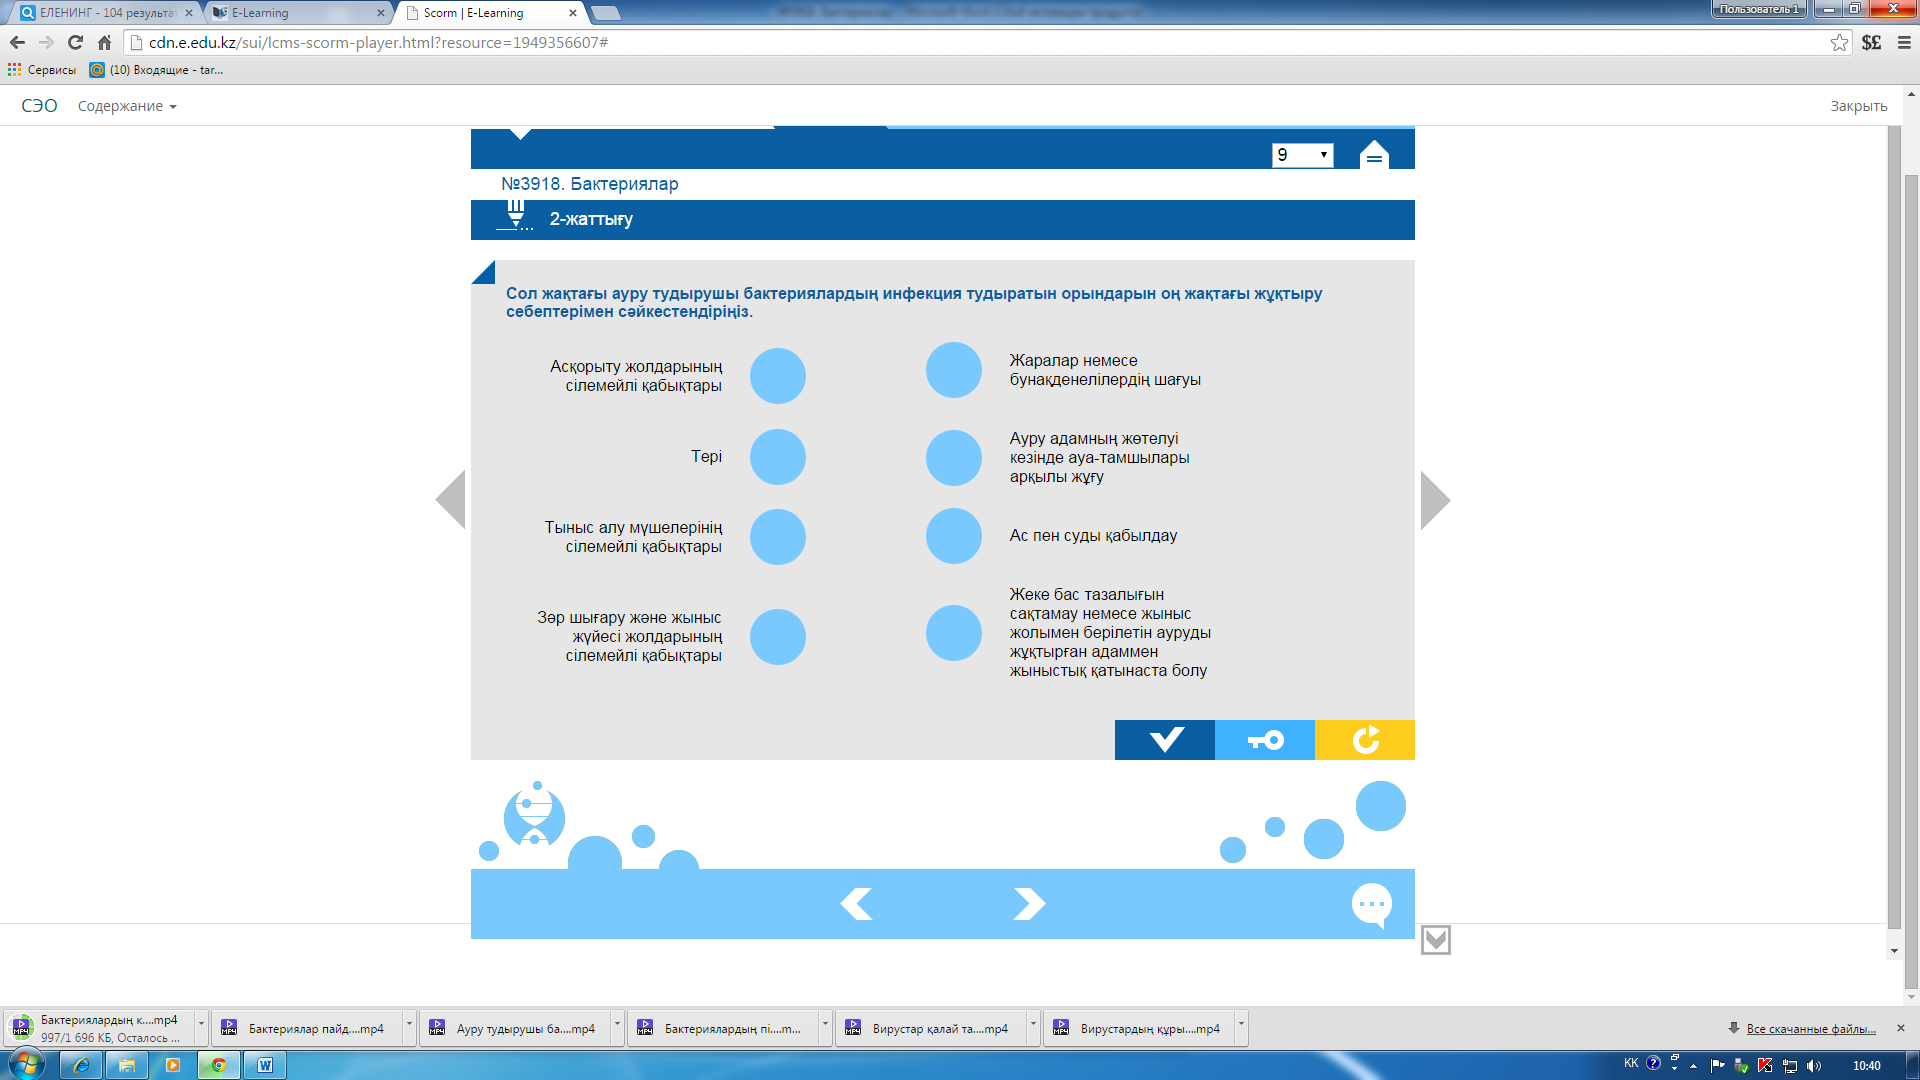 ЕЛЕНИНГ - 104 результат
E-Learning
Scorm | E-Learning
Пользователь 1
cdn.e.edu.kz/sui/lcms-scorm-player.html?resource=1949356607#
$£
Сервисы
(10) Входящие - tar...
СЭО
Содержание
Закрыть
9
№3918. Бактериялар
2-жаттығу
Сол жақтағы ауру тудырушы бактериялардың инфекция тудыратын орындарын оң жақтағы жұқтыру
себептерімен сәйкестендіріңіз.
Асқорыту жолдарының
сілемейлі қабықтары
Жаралар немесе
бунақденелілердің шағуы
Тері
Ауру адамның жөтелуі
кезінде ауа-тамшылары
арқылы жұғу
Тыныс алу мүшелерінің
сілемейлі қабықтары
Ас пен суды қабылдау
Зәр шығару және жыныс
жүйесі жолдарының
сілемейлі қабықтары
Жеке бас тазалығын
сақтамау немесе жыныс
жолымен берілетін ауруды
жұқтырған адаммен
жыныстық қатынаста болу
Бактериялардың к....mp4
997/1 696 КБ, Осталось ...
Бактериялар пайд....mp4
Ауру тудырушы ба....mp4
Бактериялардың пі....m...
Вирустар қалай та....mp4
Вирустардың құры....mp4
Все скачанные файлы...
KK
10:40